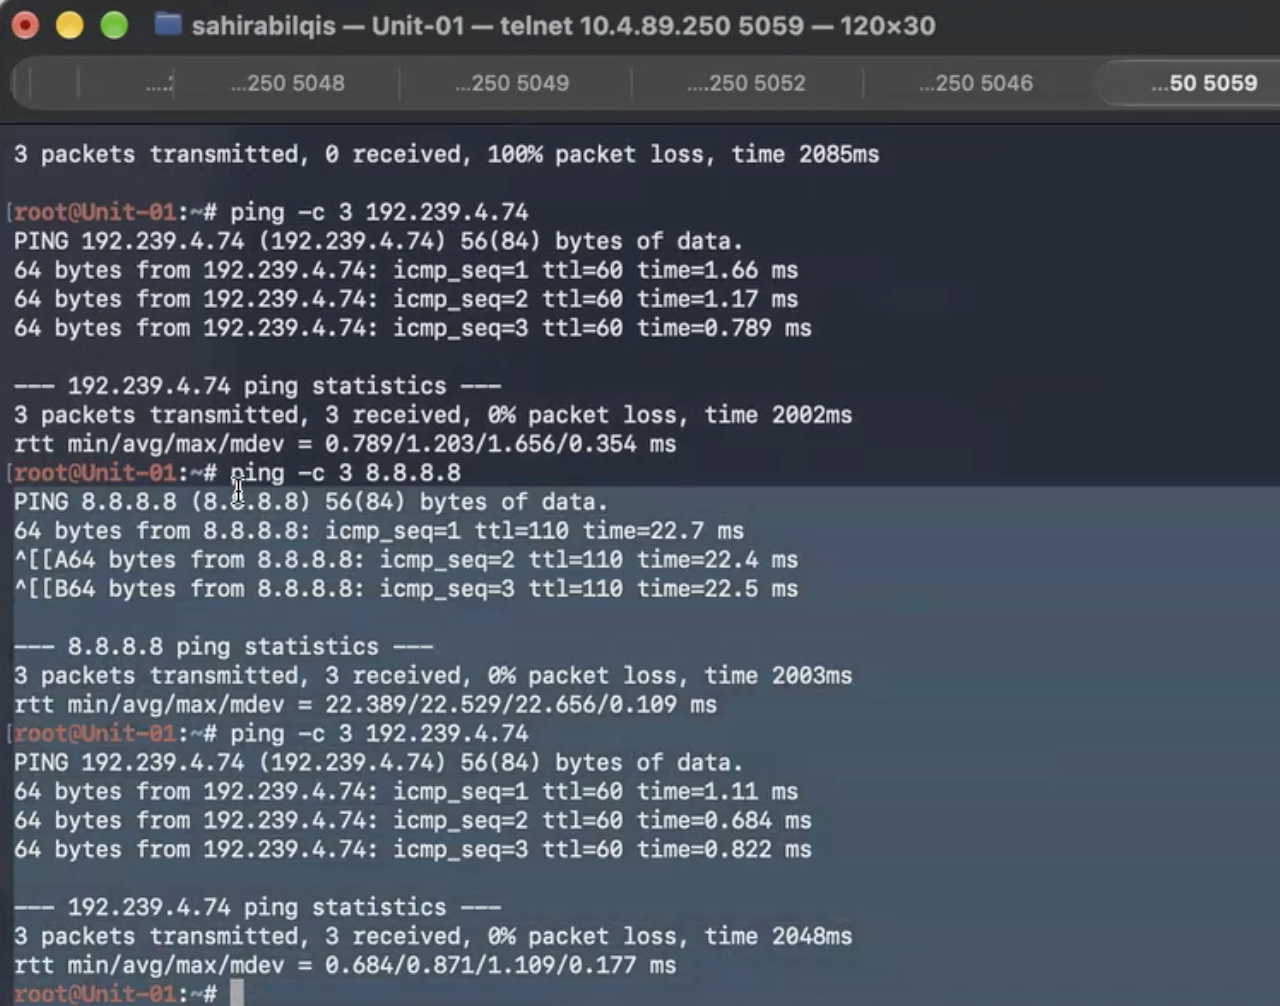 sahirabilqis — Unit-01 — telnet 10.4.89.250 5059 — 120×30
...250 5048
...250 5049
....250 5052
...250 5046
...50 5059
3 packets transmitted, 0 received, 100% packet loss, time 2085ms
[root@Unit-01:~# ping -c 3 192.239.4.74
PING 192.239.4.74 (192.239.4.74) 56(84) bytes of data.
64 bytes from 192.239.4.74: icmp_seq=1 ttl=60 time=1.66 ms
64 bytes from 192.239.4.74: icmp_seq=2 ttl=60 time=1.17 ms
64 bytes from 192.239.4.74: icmp_seq=3 ttl=60 time=0.789 ms
--- 192.239.4.74 ping statistics ---
3 packets transmitted, 3 received, 0% packet loss, time 2002ms
rtt min/avg/max/mdev = 0.789/1.203/1.656/0.354 ms
[root@Unit-01:~# ping -c 3 8.8.8.8
PING 8.8.8.8 (8.8.8.8) 56(84) bytes of data.
64 bytes from 8.8.8.8: icmp_seq=1 ttl=110 time=22.7 ms
^[[A64 bytes from 8.8.8.8: icmp_seq=2 ttl=110 time=22.4 ms
^[[B64 bytes from 8.8.8.8: icmp_seq=3 ttl=110 time=22.5 ms
--- 8.8.8.8 ping statistics ---
3 packets transmitted, 3 received, 0% packet loss, time 2003ms
rtt min/avg/max/mdev = 22.389/22.529/22.656/0.109 ms
[root@Unit-01:~# ping -c 3 192.239.4.74
PING 192.239.4.74 (192.239.4.74) 56(84) bytes of data.
64 bytes from 192.239.4.74: icmp_seq=1 ttl=60 time=1.11 ms
64 bytes from 192.239.4.74: icmp_seq=2 ttl=60 time=0.684 ms
64 bytes from 192.239.4.74: icmp_seq=3 ttl=60 time=0.822 ms
--- 192.239.4.74 ping statistics ---
3 packets transmitted, 3 received, 0% packet loss, time 2048ms
rtt min/avg/max/mdev = 0.684/0.871/1.109/0.177 ms
root@Unit-01:~#